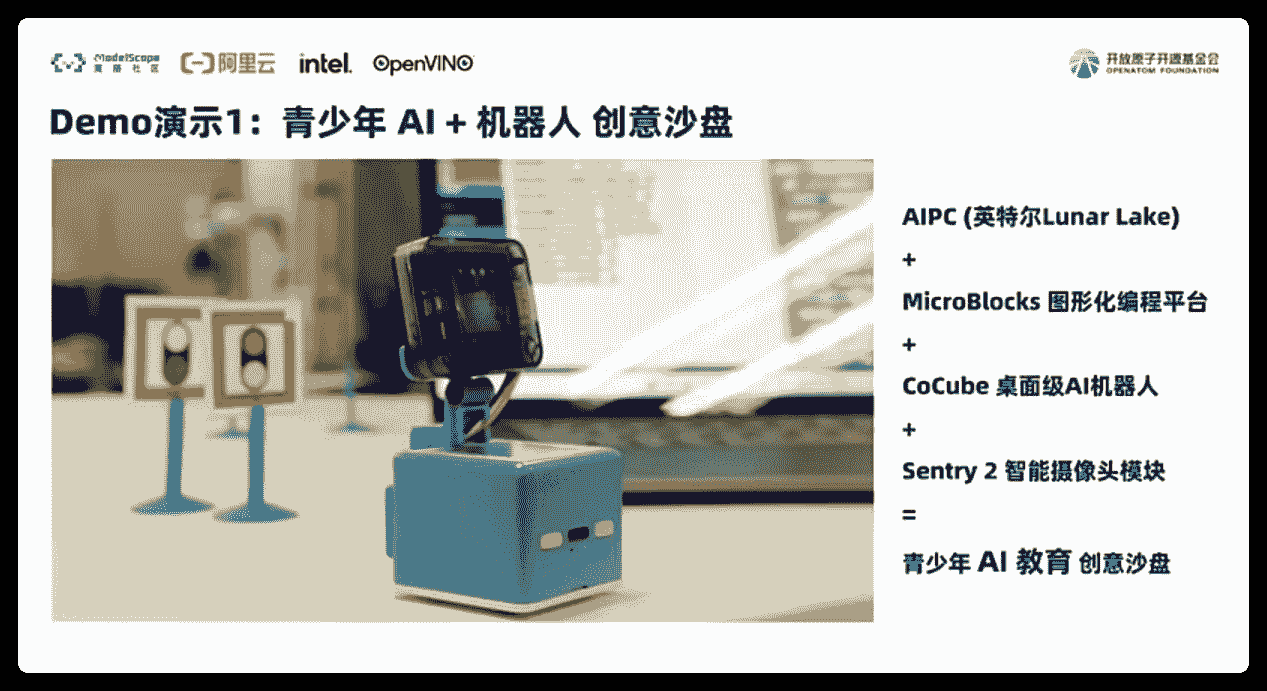 ModelScope
魔搭社区
阿里云
intel.
OpenVINO
开放原子开源基金会
OPENATOM FOUNDATION
Demo演示1：青少年 AI + 机器人 创意沙盘
AIPC (英特尔Lunar Lake)
+
MicroBlocks 图形化编程平台
+
CoCube 桌面级AI机器人
+
Sentry 2 智能摄像头模块
=
青少年 AI 教育 创意沙盘